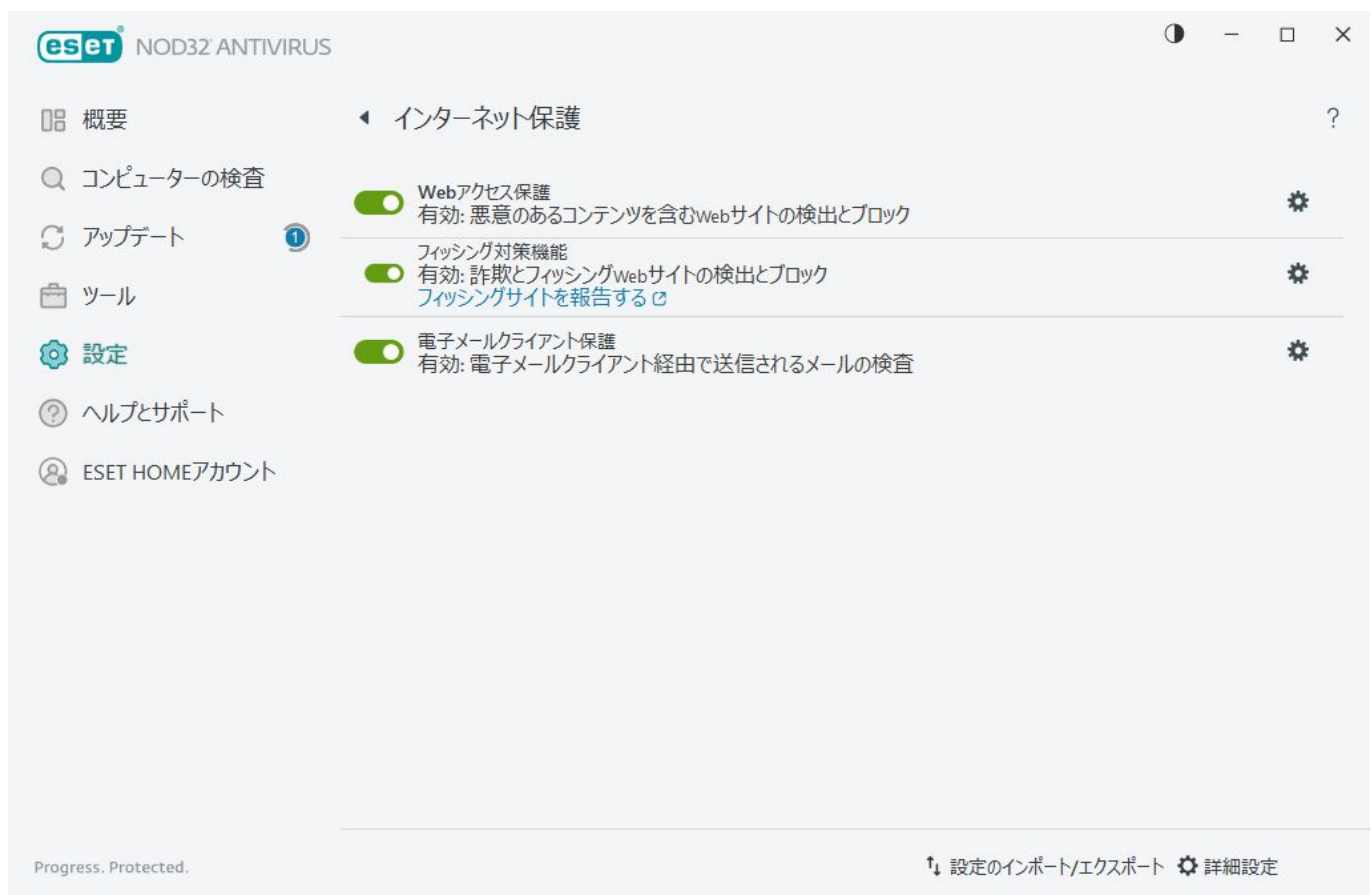 eset® NOD32® ANTIVIRUS
概要
コンピューターの検査
アップデート 1
ツール
設定
ヘルプとサポート
ESET HOMEアカウント
インターネット保護 ?
Webアクセス保護
有効: 悪意のあるコンテンツを含むWebサイトの検出とブロック
フィッシング対策機能
有効: 詐欺とフィッシングWebサイトの検出とブロック
フィッシングサイトを報告する
電子メールクライアント保護
有効: 電子メールクライアント経由で送信されるメールの検査
Progress. Protected.
設定のインポート/エクスポート 詳細設定